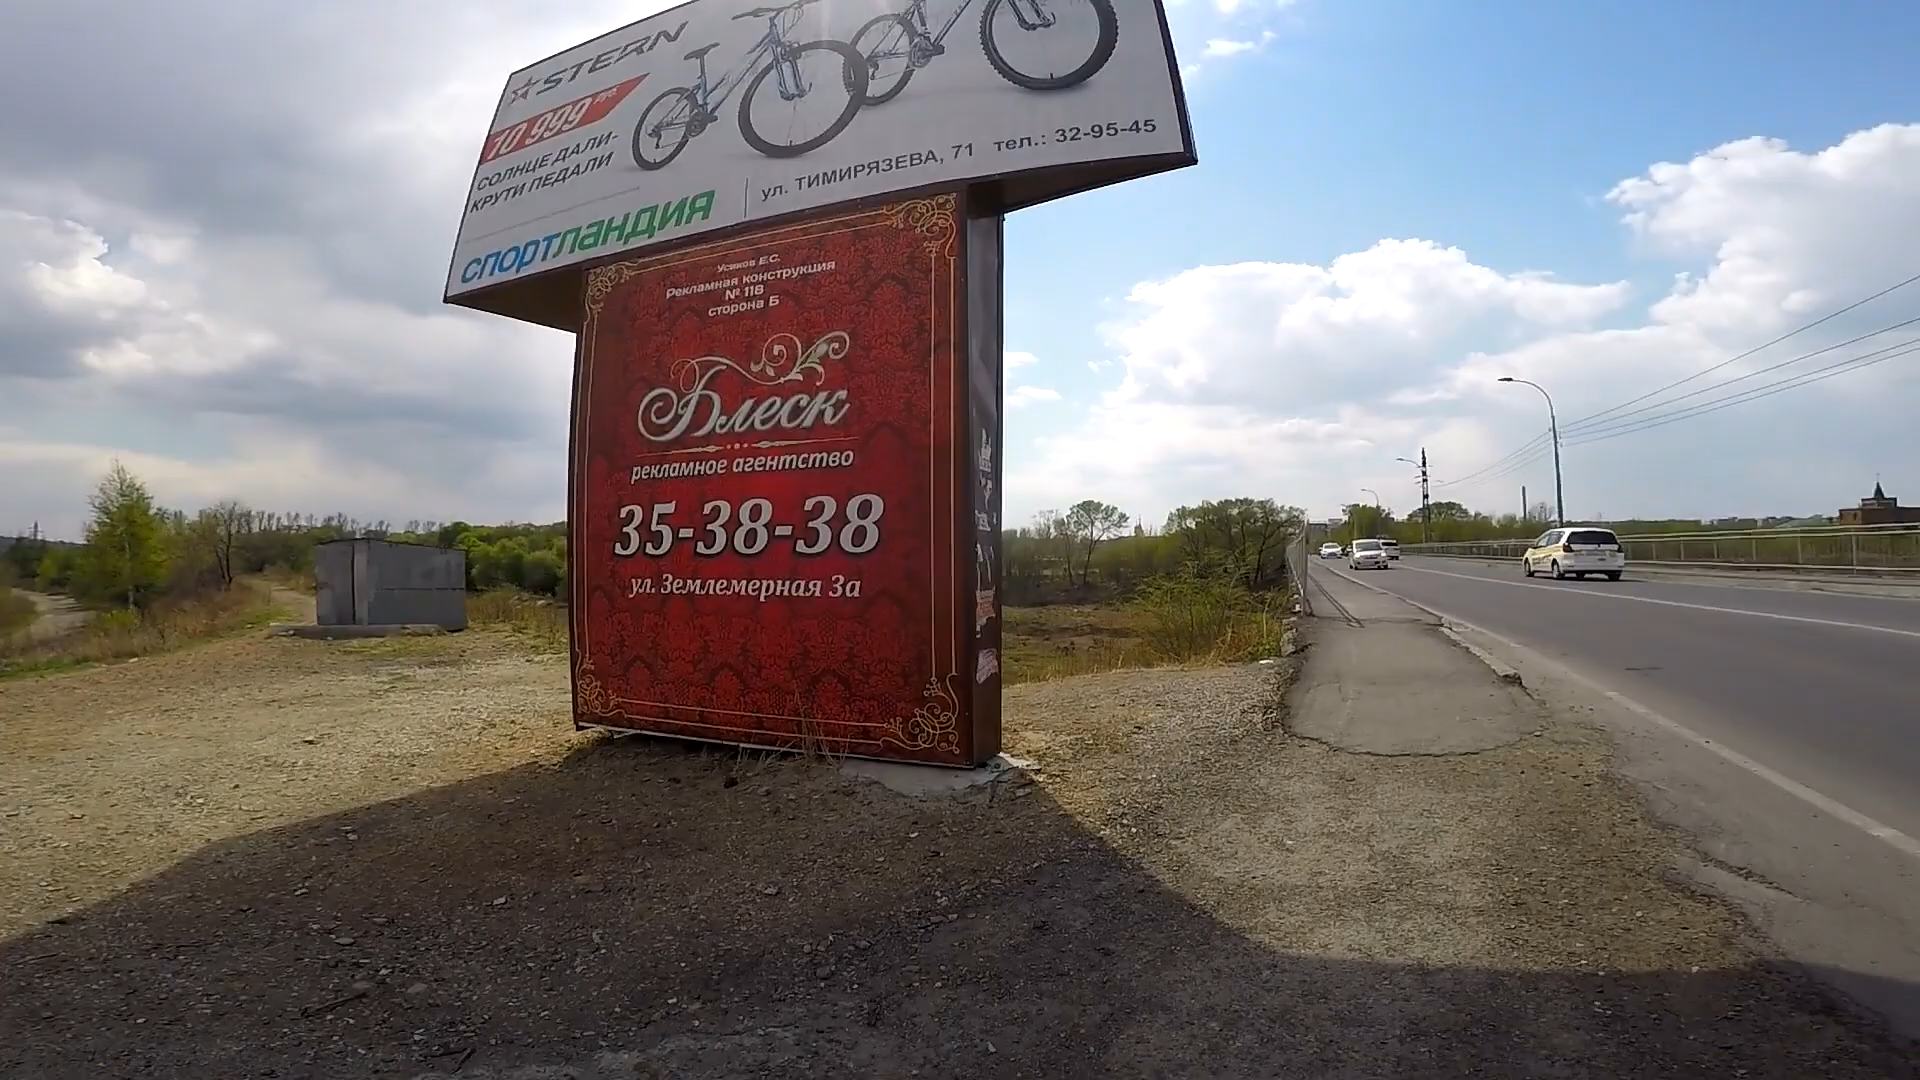 STERN
10 999 РУБ.
СОЛНЦЕ ДАЛИ-
КРУТИ ПЕДАЛИ
СПОРТЛАНДИЯ
ул. ТИМИРЯЗЕВА, 71 тел.: 32-95-45
Усиков Е.С.
Рекламная конструкция
№ 118
сторона Б
Блеск
рекламное агентство
35-38-38
ул. Землемерная 3а